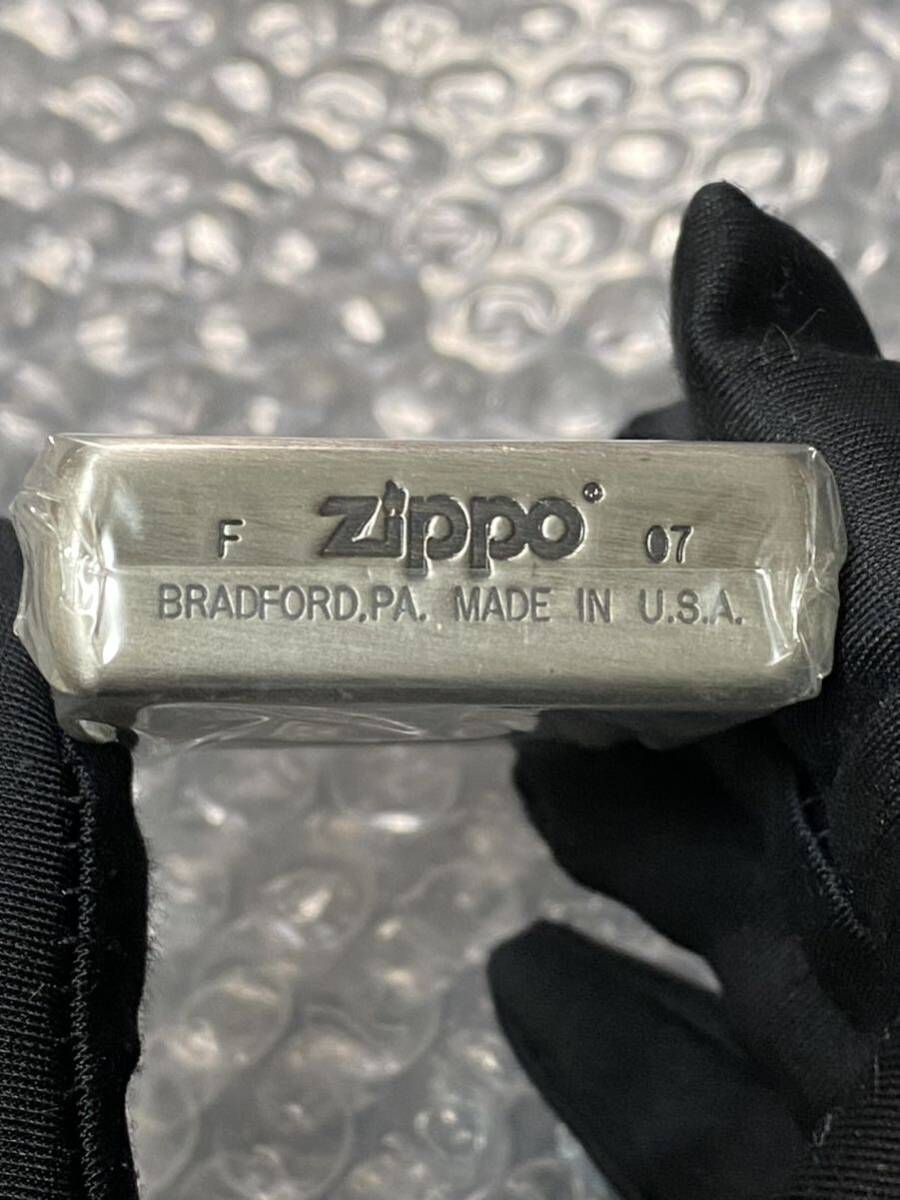 F zippo® 07
BRADFORD,PA. MADE IN U.S.A.